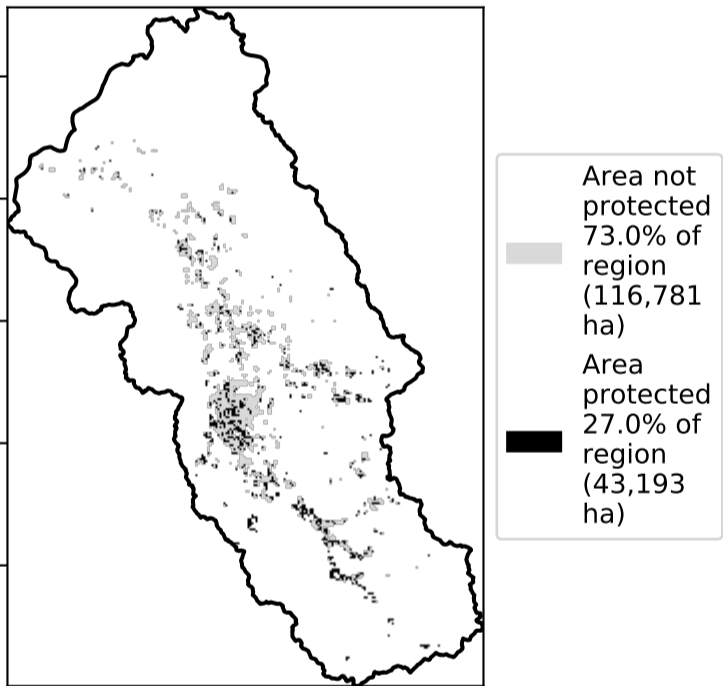 Area not
protected
73.0% of
region
(116,781
ha)
Area
protected
27.0% of
region
(43,193
ha)